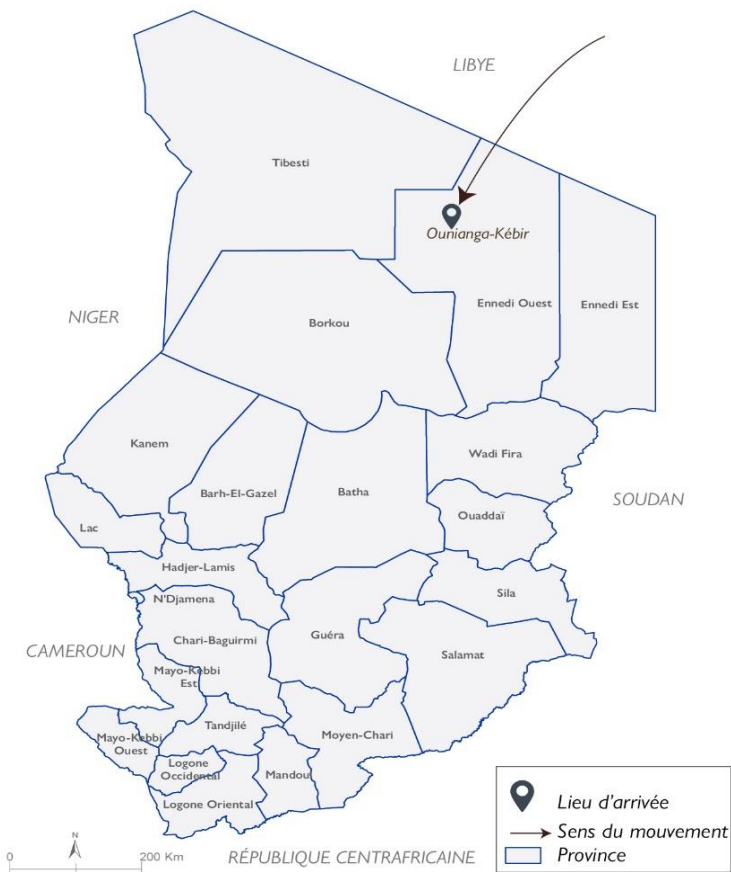 LIBYE
Tibesti
Ounianga-Kébir
Ennedi Ouest
Ennedi Est
NIGER
Borkou
Kanem
Wadi Fira
Barh-El-Gazel
Batha
SOUDAN
Ouaddaï
Lac
Hadjer-Lamis
Sila
N'Djamena
Guéra
Chari-Baguirmi
CAMEROUN
Salamat
Mayo-Kebbi
Est
Tandjilé
Moyen-Chari
Mayo-Kebbi
Ouest
Logone
Occidental
Mandoul
Logone Oriental
Lieu d'arrivée
Sens du mouvement
Province
N
0
200 Km
RÉPUBLIQUE CENTRAFRICAINE